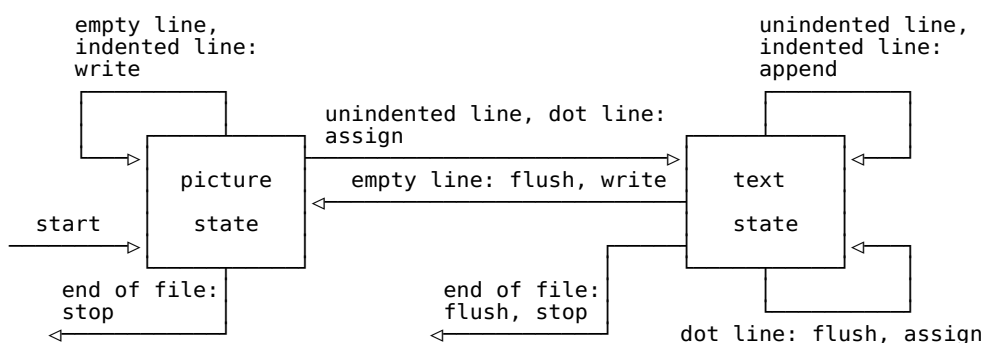 empty line,
indented line:
write
unindented line,
indented line:
append
unindented line, dot line:
assign
picture
state
empty line: flush, write
text
state
start
end of file:
stop
end of file:
flush, stop
dot line: flush, assign